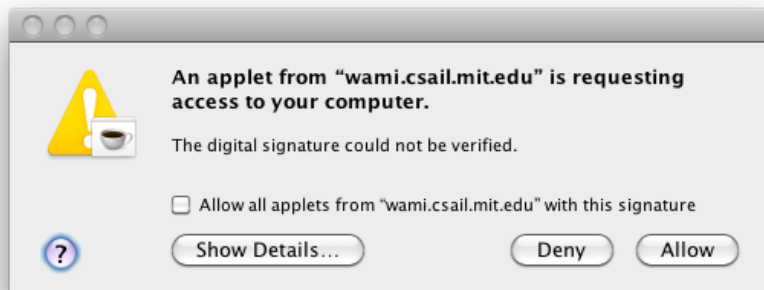 An applet from “wami.csail.mit.edu” is requesting
access to your computer.
The digital signature could not be verified.
Allow all applets from “wami.csail.mit.edu” with this signature
?
Show Details...
Deny
Allow